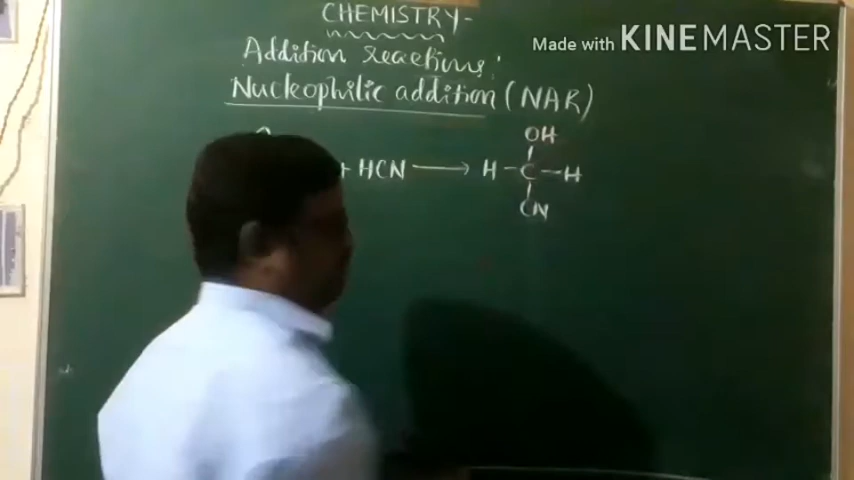 CHEMISTRY-
Made with KINEMASTER
Addition reactions:
Nucleophilic addition (NAR)
OH
+ HCN → H - C - H
CN